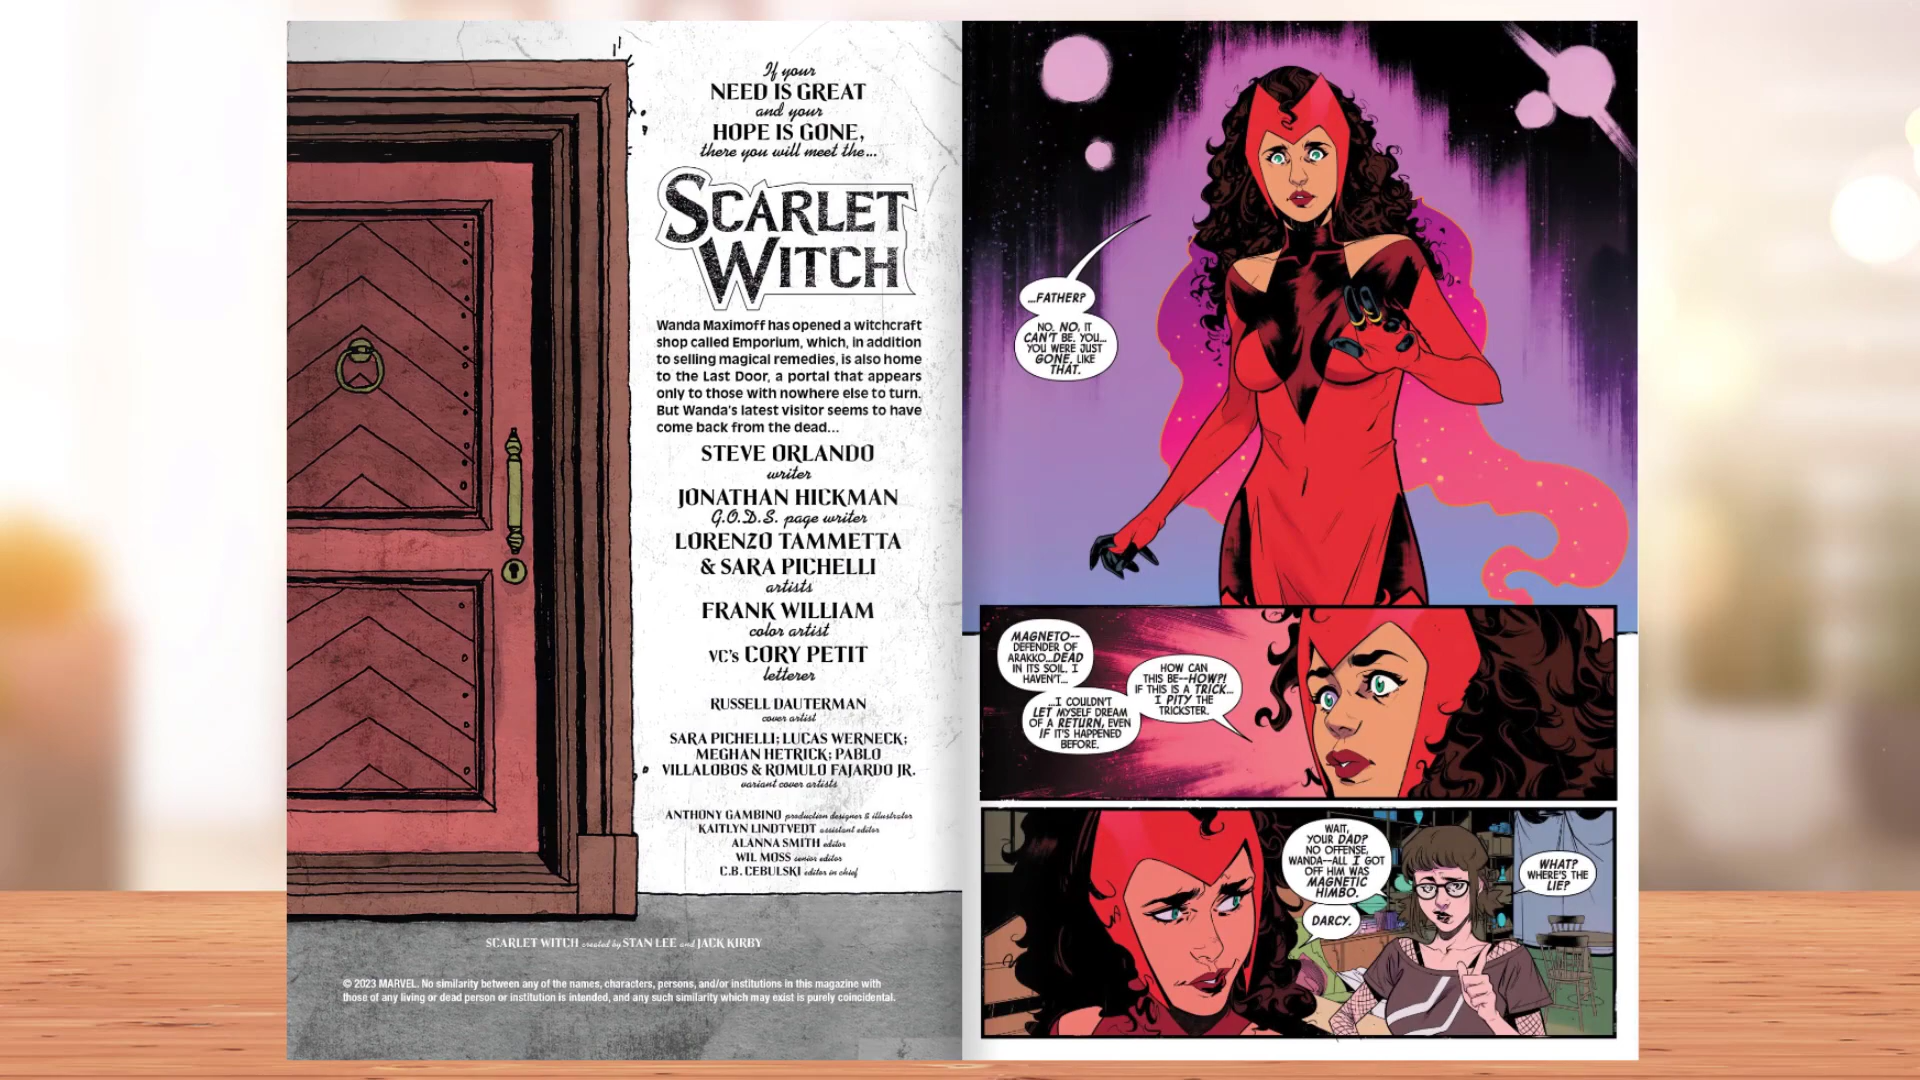 If your
NEED IS GREAT
and your
HOPE IS GONE,
there you will meet the...
SCARLET
WITCH
Wanda Maximoff has opened a witchcraft
shop called Emporium, which, in addition
to selling magical remedies, is also home
to the Last Door, a portal that appears
only to those with nowhere else to turn.
But Wanda's latest visitor seems to have
come back from the dead...
STEVE ORLANDO
writer
JONATHAN HICKMAN
G.O.D.S. page writer
LORENZO TAMMETTA
& SARA PICHELLI
artists
FRANK WILLIAM
color artist
VC's CORY PETIT
letterer
RUSSELL DAUTERMAN
cover artist
SARA PICHELLI; LUCAS WERNECK;
MEGHAN HETRICK; PABLO
VILLALOBOS & ROMULO FAJARDO JR.
variant cover artists
ANTHONY GAMBINO production designer & illustrator
KAITLYN LINDTVEDT assistant editor
ALANNA SMITH editor
WIL MOSS senior editor
C.B. CEBULSKI editor in chief
SCARLET WITCH created by STAN LEE and JACK KIRBY
© 2023 MARVEL. No similarity between any of the names, characters, persons, and/or institutions in this magazine with
those of any living or dead person or institution is intended, and any such similarity which may exist is purely coincidental.
...FATHER?
NO. NO, IT
CAN'T BE. YOU...
YOU WERE JUST
GONE, LIKE
THAT.
MAGNETO--
DEFENDER OF
ARAKKO...DEAD
IN ITS SOIL. I
HAVEN'T...
...I COULDN'T
LET MYSELF DREAM
OF A RETURN, EVEN
IF IT'S HAPPENED
BEFORE.
HOW CAN
THIS BE--HOW?!
IF THIS IS A TRICK...
I PITY THE
TRICKSTER.
WAIT,
YOUR DAD?
NO OFFENSE,
WANDA--ALL I GOT
OFF HIM WAS
MAGNETIC
HIMBO.
DARCY.
WHAT?
WHERE'S THE
LIE?